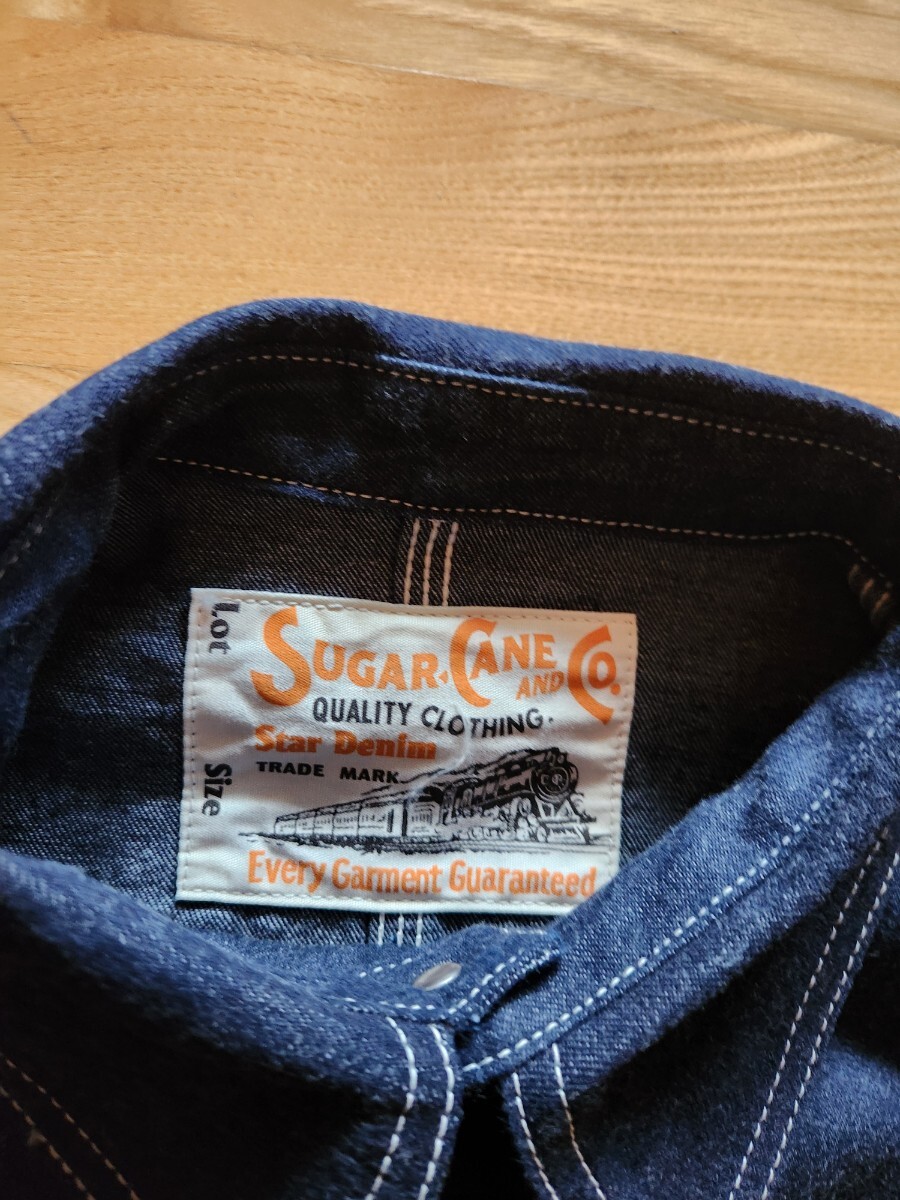 Lot
Size
SUGAR CANE AND CO.
QUALITY CLOTHING.
Star Denim
TRADE MARK
Every Garment Guaranteed